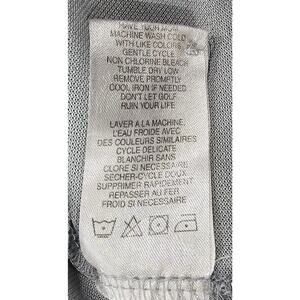 HAVE YOUR MOM
MACHINE WASH COLD
WITH LIKE COLORS
GENTLE CYCLE
NON CHLORINE BLEACH
TUMBLE DRY LOW
REMOVE PROMPTLY
COOL IRON IF NEEDED
DON'T LET GOLF
RUIN YOUR LIFE
LAVER A LA MACHINE,
L'EAU FROIDE AVEC
DES COULEURS SIMILAIRES
CYCLE DELICATE
BLANCHIR SANS
CLORE SI NECESSAIRE
SECHER-CYCLE DOUX
SUPPRIMER RAPIDEMENT
REPASSER AU FER
FROID SI NECESSAIRE